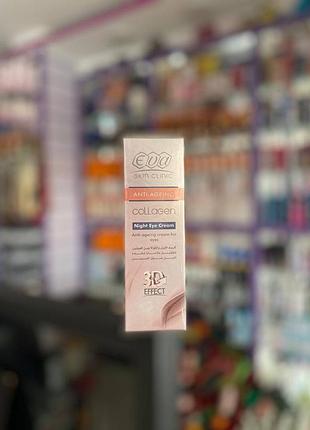 Eva
SKIN CLINIC
ANTI-AGEING
collagen
Night Eye Cream
Anti-ageing cream for
eyes
3D
EFFECT